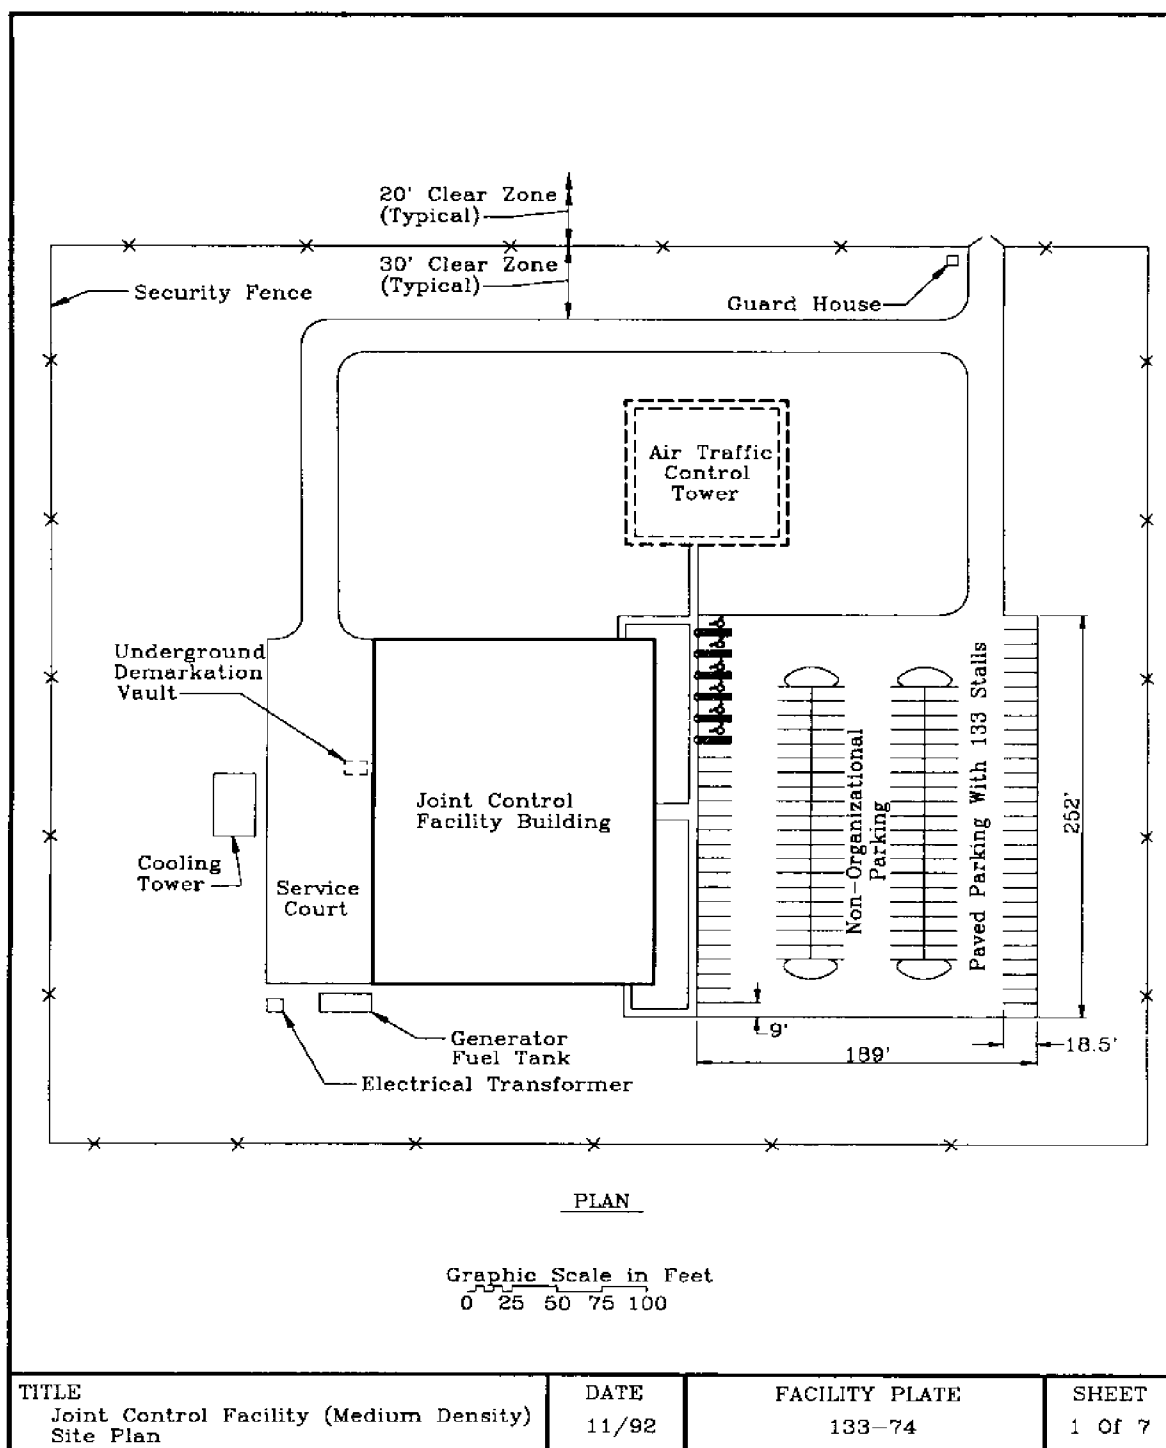 20' Clear Zone
(Typical)
30' Clear Zone
(Typical)
Security Fence
Guard House
Air Traffic
Control
Tower
Underground
Demarkation
Vault
Joint Control
Facility Building
Non-Organizational
Parking
Paved Parking With 133 Stalls
252'
Cooling
Tower
Service
Court
9'
189'
18.5'
Generator
Fuel Tank
Electrical Transformer
PLAN
Graphic Scale in Feet
0 25 50 75 100
TITLE
Joint Control Facility (Medium Density)
Site Plan
DATE
11/92
FACILITY PLATE
133-74
SHEET
1 Of 7